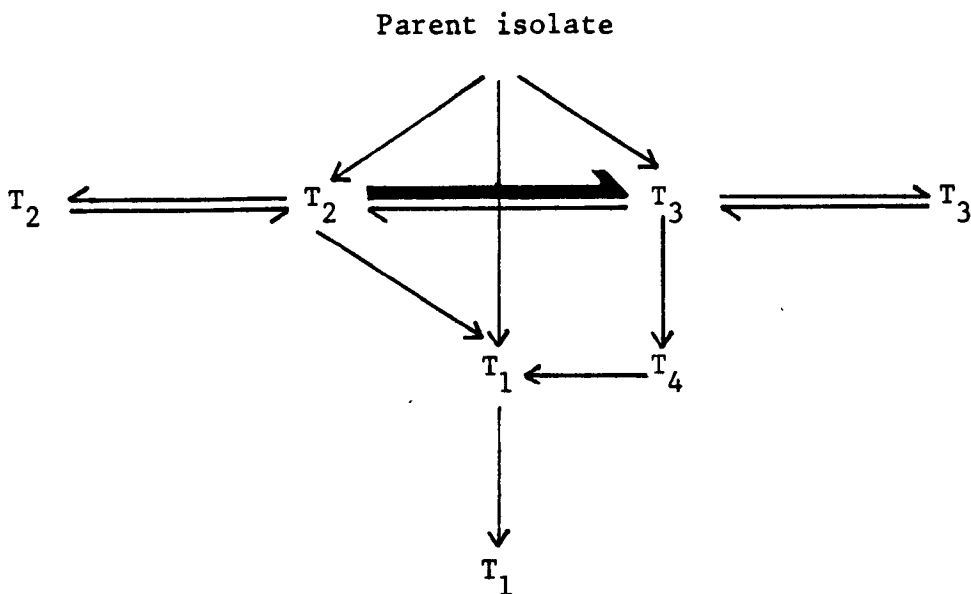 Parent isolate
T₂ T₂ T₃ T₃
T₁ T₄
T₁